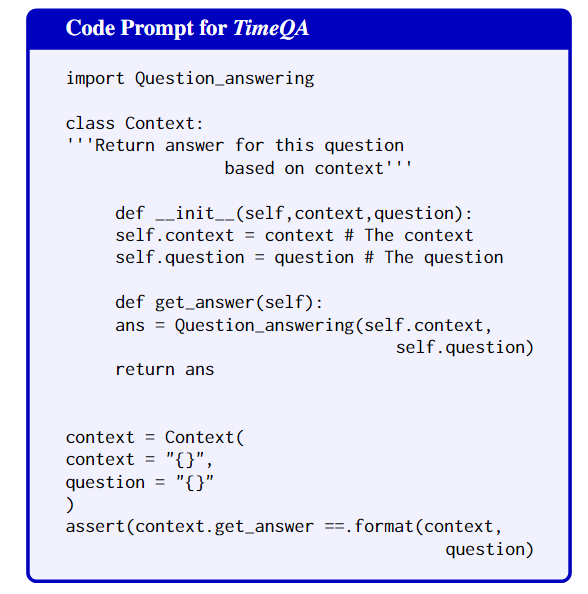 Code Prompt for TimeQA
import Question_answering
class Context:
'''Return answer for this question
based on context'''
def __init__(self,context,question):
self.context = context # The context
self.question = question # The question
def get_answer(self):
ans = Question_answering(self.context,
self.question)
return ans
context = Context(
context = "{}",
question = "{}"
)
assert(context.get_answer ==.format(context,
question)